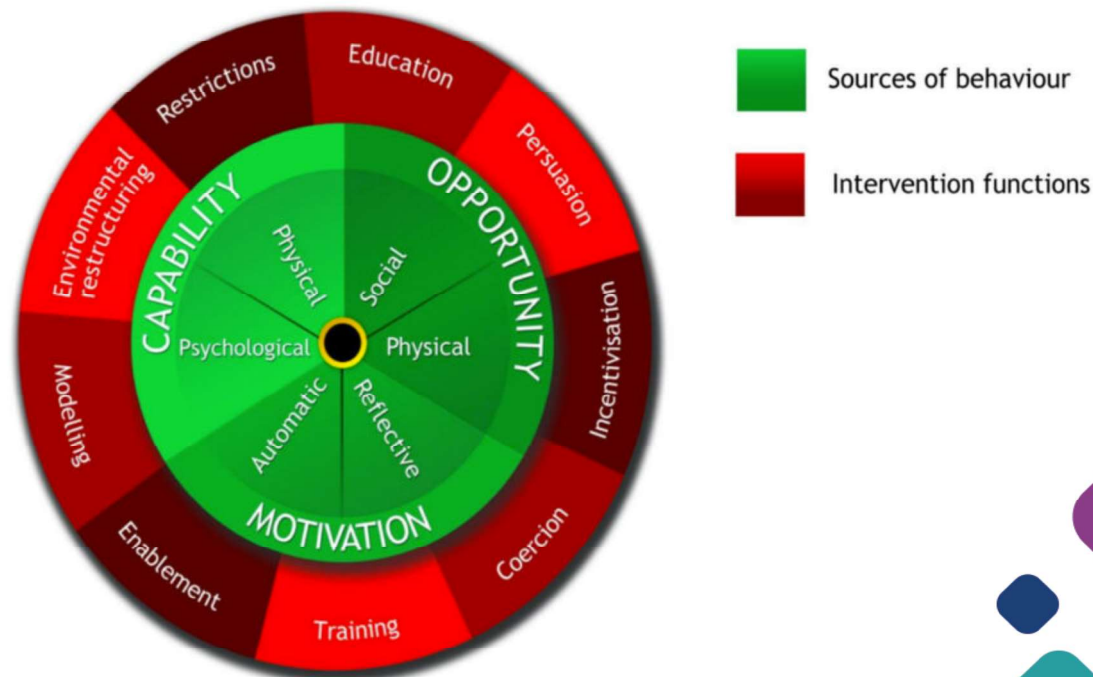 Education
Persuasion
Incentivisation
Coercion
Training
Enablement
Modelling
Environmental
restructuring
Restrictions
CAPABILITY
Physical
Psychological
OPPORTUNITY
Social
Physical
MOTIVATION
Reflective
Automatic
Sources of behaviour
Intervention functions